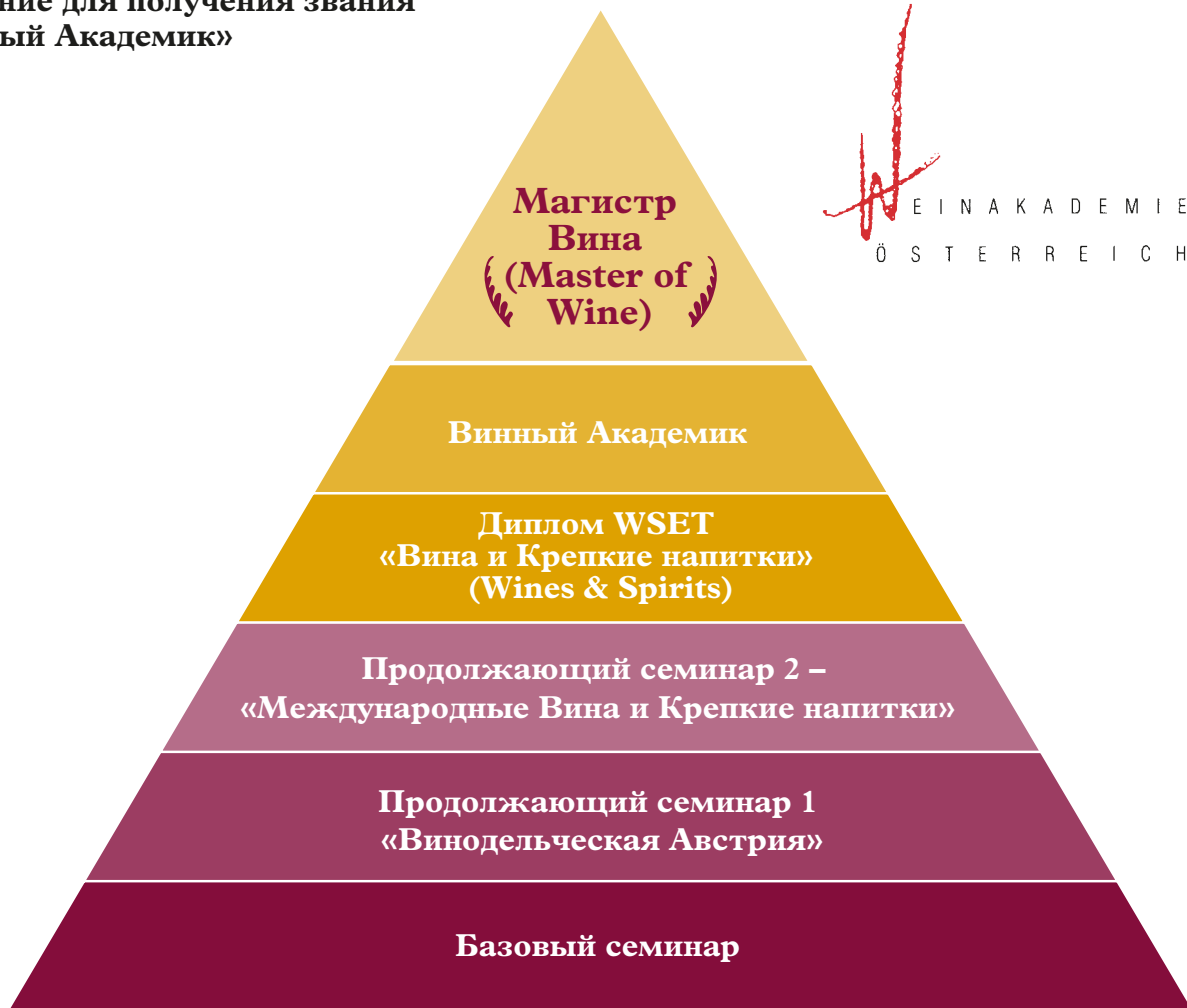 ние для получения звания
ый Академик»
WEINAKADEMIE
ÖSTERREICH
Магистр
Вина
(Master of
Wine)
Винный Академик
Диплом WSET
«Вина и Крепкие напитки»
(Wines & Spirits)
Продолжающий семинар 2 –
«Международные Вина и Крепкие напитки»
Продолжающий семинар 1
«Винодельческая Австрия»
Базовый семинар